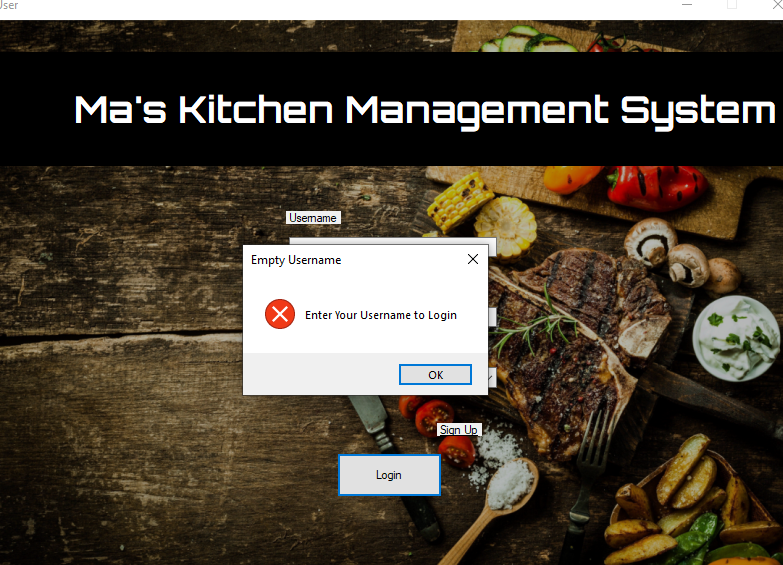 User
Ma's Kitchen Management System
Username
Empty Username
Enter Your Username to Login
OK
Sign Up
Login